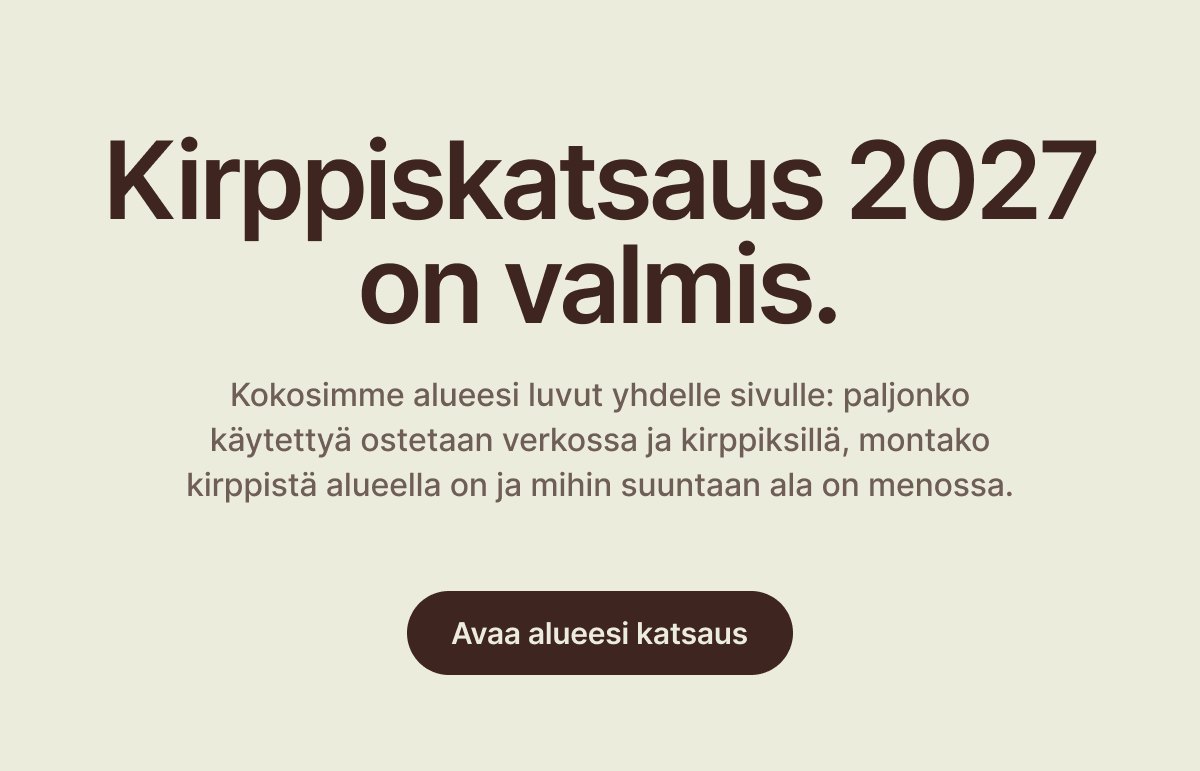 Kirppiskatsaus 2027
on valmis.
Kokosimme alueesi luvut yhdelle sivulle: paljonko
käytettyä ostetaan verkossa ja kirppiksillä, montako
kirppistä alueella on ja mihin suuntaan ala on menossa.
Avaa alueesi katsaus